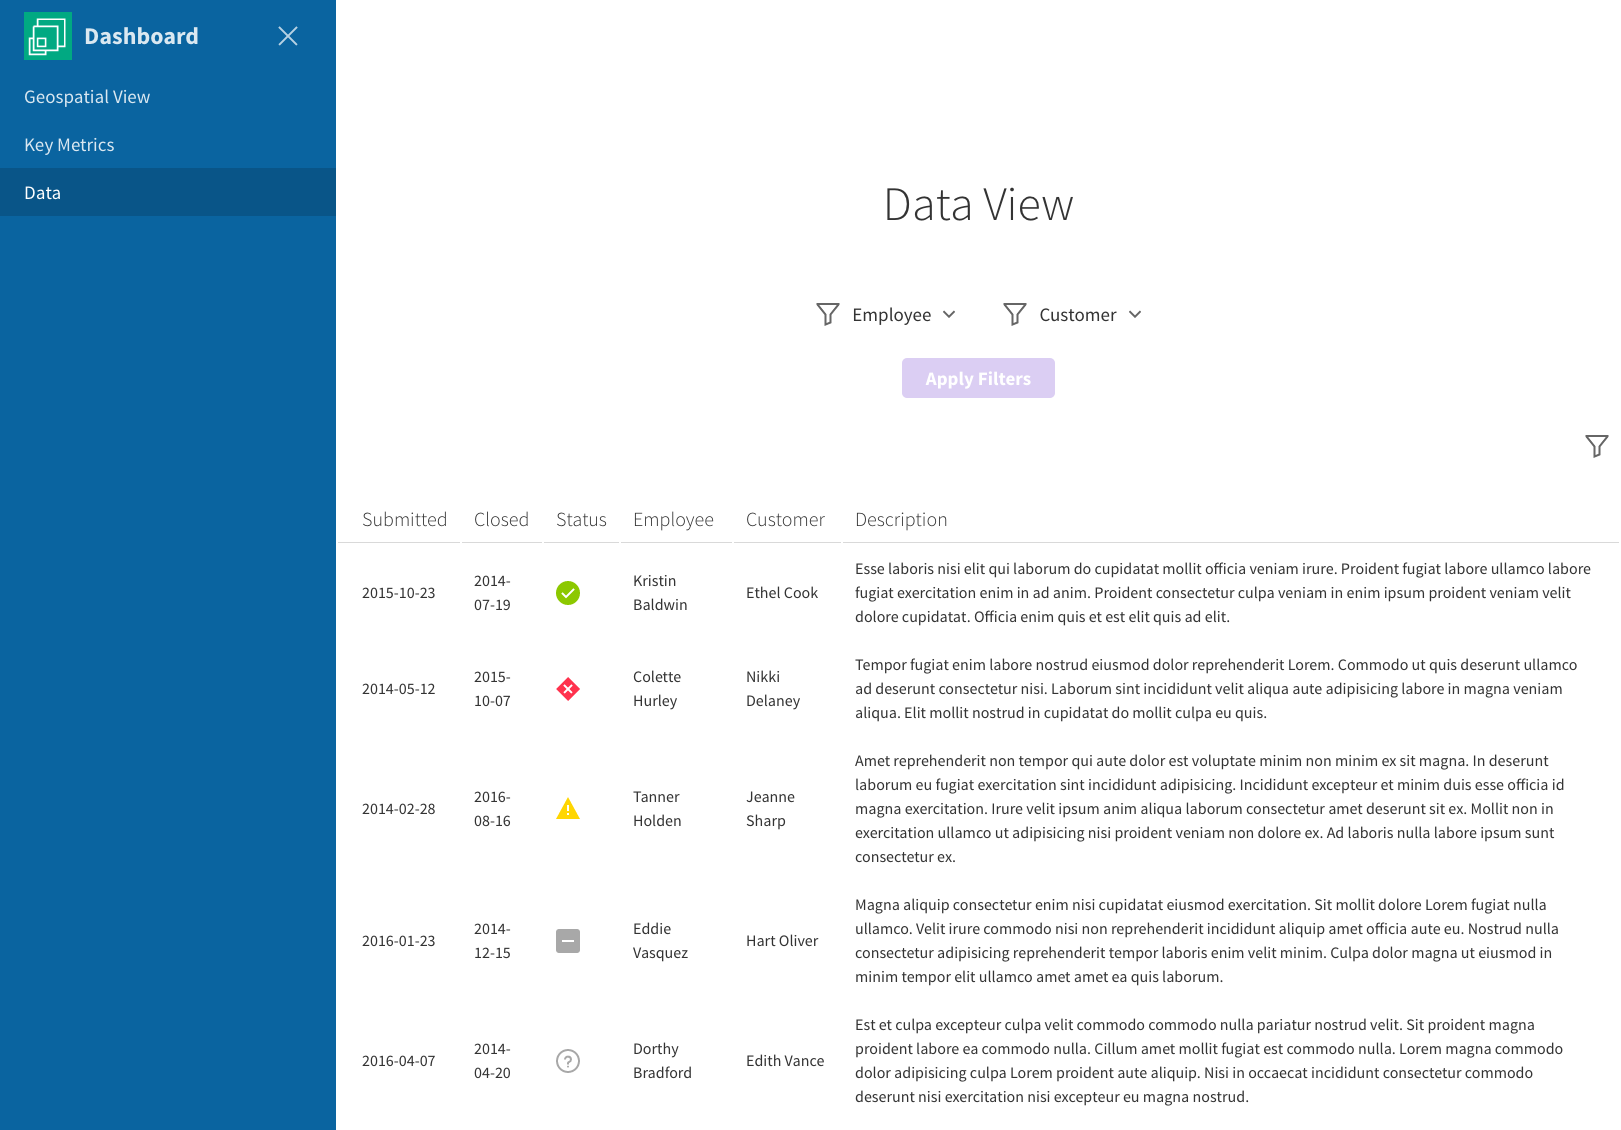 Dashboard
Geospatial View
Key Metrics
Data
Data View
Employee
Customer
Apply Filters
Submitted Closed Status Employee Customer Description
2015-10-23
2014-
07-19
Kristin
Baldwin
Ethel Cook
Esse laboris nisi elit qui laborum do cupidatat mollit officia veniam irure. Proident fugiat labore ullamco labore
fugiat exercitation enim in ad anim. Proident consectetur culpa veniam in enim ipsum proident veniam velit
dolore cupidatat. Officia enim quis et est elit quis ad elit.
2014-05-12
2015-
10-07
Colette
Hurley
Nikki
Delaney
Tempor fugiat enim labore nostrud eiusmod dolor reprehenderit Lorem. Commodo ut quis deserunt ullamco
ad deserunt consectetur nisi. Laborum sint incididunt velit aliqua aute adipisicing labore in magna veniam
aliqua. Elit mollit nostrud in cupidatat do mollit culpa eu quis.
2014-02-28
2016-
08-16
Tanner
Holden
Jeanne
Sharp
Amet reprehenderit non tempor qui aute dolor est voluptate minim non minim ex sit magna. In deserunt
laborum eu fugiat exercitation sint incididunt adipisicing. Incididunt excepteur et minim duis esse officia id
magna exercitation. Irure velit ipsum anim aliqua laborum consectetur amet deserunt sit ex. Mollit non in
exercitation ullamco ut adipisicing nisi proident veniam non dolore ex. Ad laboris nulla labore ipsum sunt
consectetur ex.
2016-01-23
2014-
12-15
Eddie
Vasquez
Hart Oliver
Magna aliquip consectetur enim nisi cupidatat eiusmod exercitation. Sit mollit dolore Lorem fugiat nulla
ullamco. Velit irure commodo nisi non reprehenderit incididunt aliquip amet officia aute eu. Nostrud nulla
consectetur adipisicing reprehenderit tempor laboris enim velit minim. Culpa dolor magna ut eiusmod in
minim tempor elit ullamco amet amet ea quis laborum.
2016-04-07
2014-
04-20
Dorthy
Bradford
Edith Vance
Est et culpa excepteur culpa velit commodo commodo nulla pariatur nostrud velit. Sit proident magna
proident labore ea commodo nulla. Cillum amet mollit fugiat est commodo nulla. Lorem magna commodo
dolor adipisicing culpa Lorem proident aute aliquip. Nisi in occaecat incididunt consectetur commodo
deserunt nisi exercitation nisi excepteur eu magna nostrud.